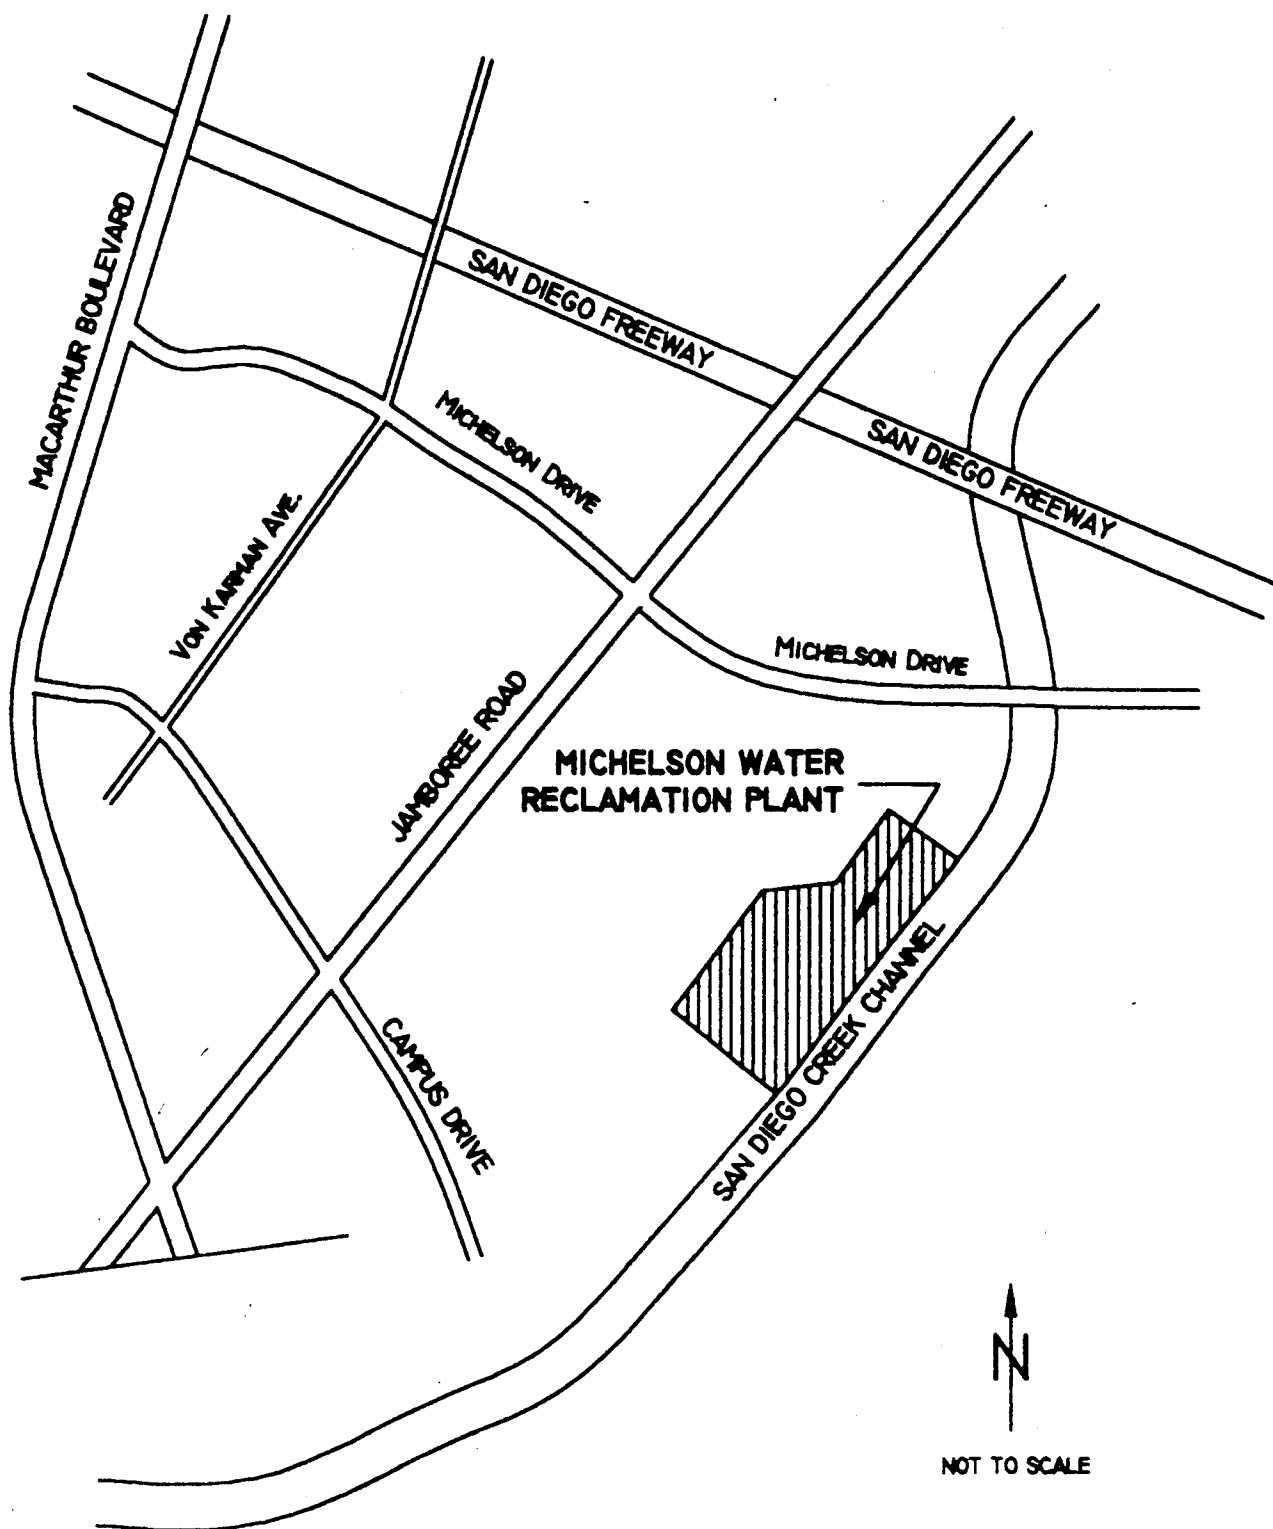 MACARTHUR BOULEVARD
SAN DIEGO FREEWAY
SAN DIEGO FREEWAY
MICHELSON DRIVE
VON KARMAN AVE.
MICHELSON DRIVE
JAMBOREE ROAD
MICHELSON WATER
RECLAMATION PLANT
SAN DIEGO CREEK CHANNEL
CAMPUS DRIVE
N
NOT TO SCALE